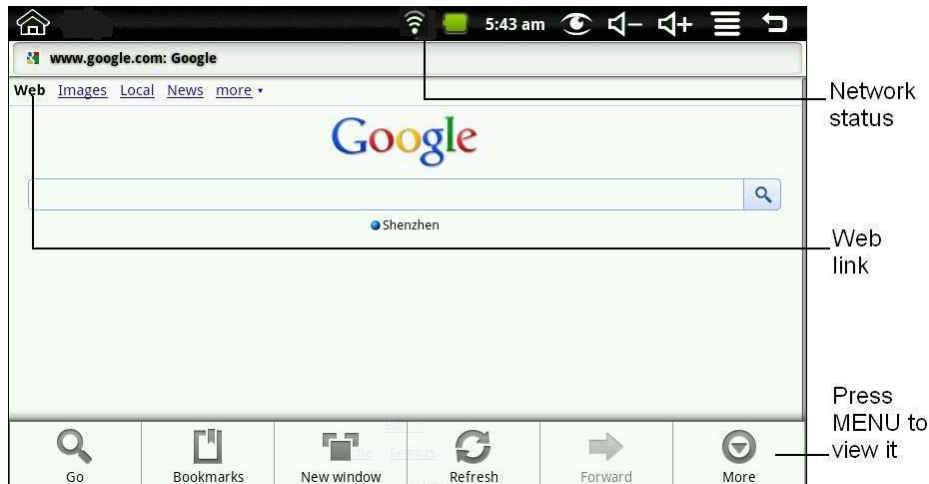 5:43 am
www.google.com: Google
Web Images Local News more
Network
status
Google
Shenzhen
Web
link
Press
MENU to
view it
Go Bookmarks New window Refresh Forward More